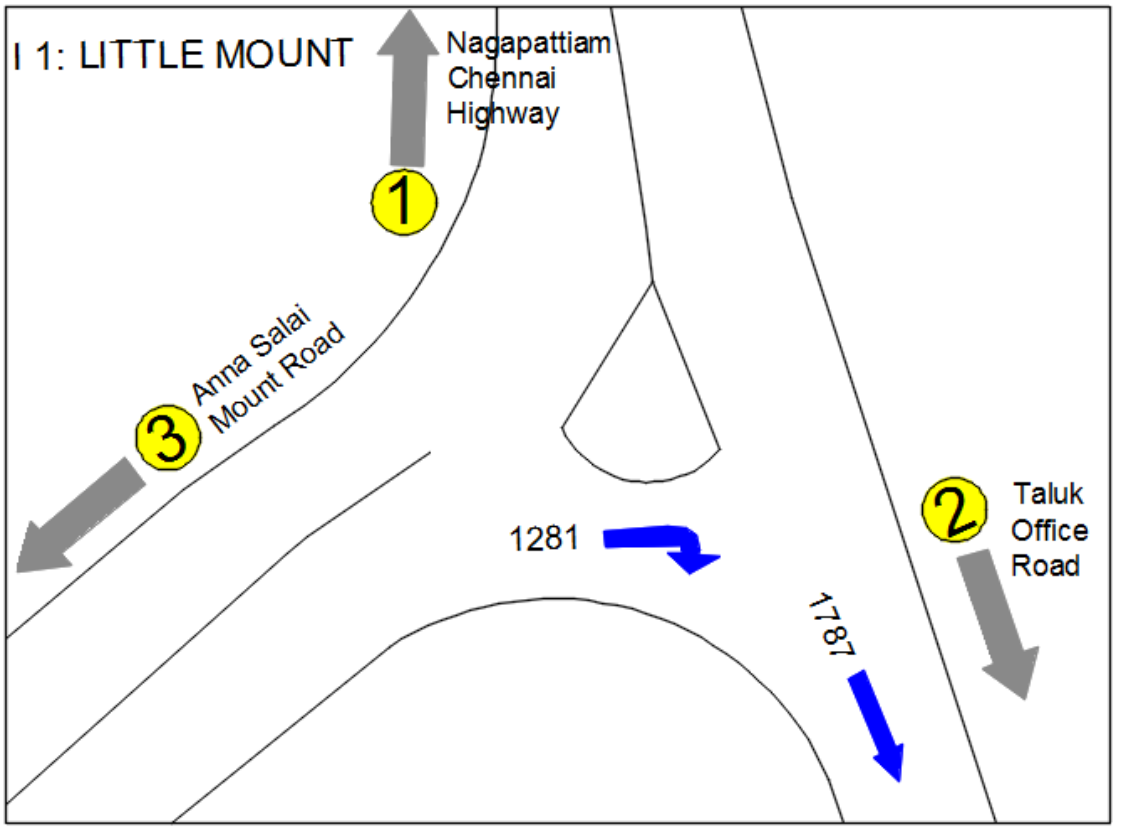 I 1: LITTLE MOUNT
Nagapattiam
Chennai
Highway
1
Anna Salai
Mount Road
3
2
Taluk
Office
Road
1281
1787